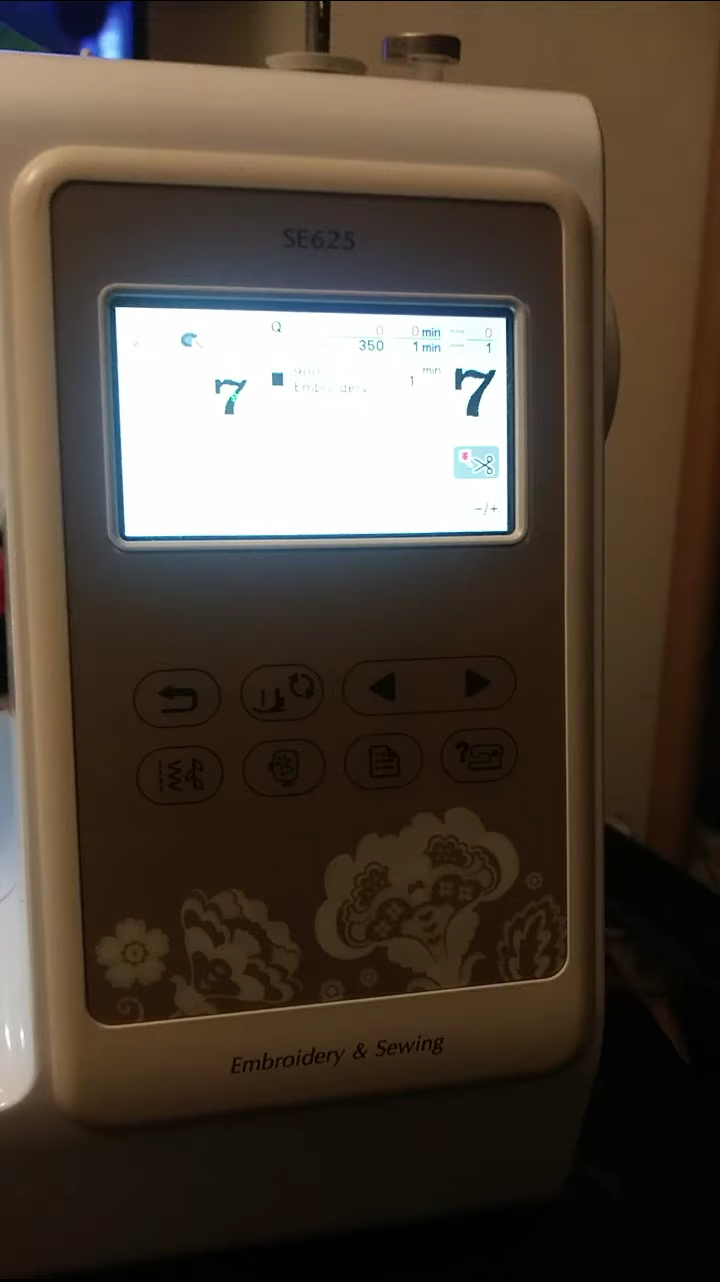 SE625
Q
0 0 min 0
350 1 min 1
min
Embroidery 1
7 7
-/+
?
Embroidery & Sewing